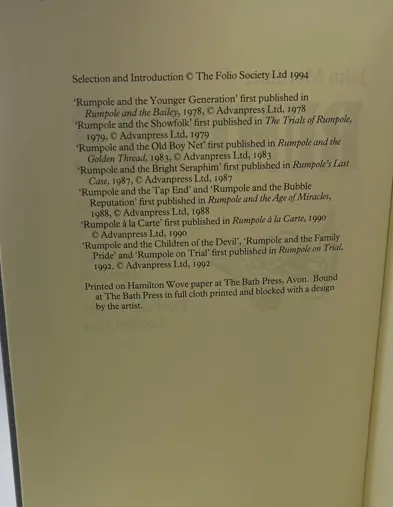 Selection and Introduction © The Folio Society Ltd 1994
'Rumpole and the Younger Generation' first published in
Rumpole and the Bailey, 1978, © Advanpress Ltd, 1978
'Rumpole and the Showfolk' first published in The Trials of Rumpole,
1979, © Advanpress Ltd, 1979
'Rumpole and the Old Boy Net' first published in Rumpole and the
Golden Thread, 1983, © Advanpress Ltd, 1983
'Rumpole and the Bright Seraphim' first published in Rumpole's Last
Case, 1987, © Advanpress Ltd, 1987
'Rumpole and the Tap End' and 'Rumpole and the Bubble
Reputation' first published in Rumpole and the Age of Miracles,
1988, © Advanpress Ltd, 1988
'Rumpole à la Carte' first published in Rumpole à la Carte, 1990
© Advanpress Ltd, 1990
'Rumpole and the Children of the Devil', 'Rumpole and the Family
Pride' and 'Rumpole on Trial' first published in Rumpole on Trial,
1992, © Advanpress Ltd, 1992
Printed on Hamilton Wove paper at The Bath Press, Avon. Bound
at The Bath Press in full cloth printed and blocked with a design
by the artist.